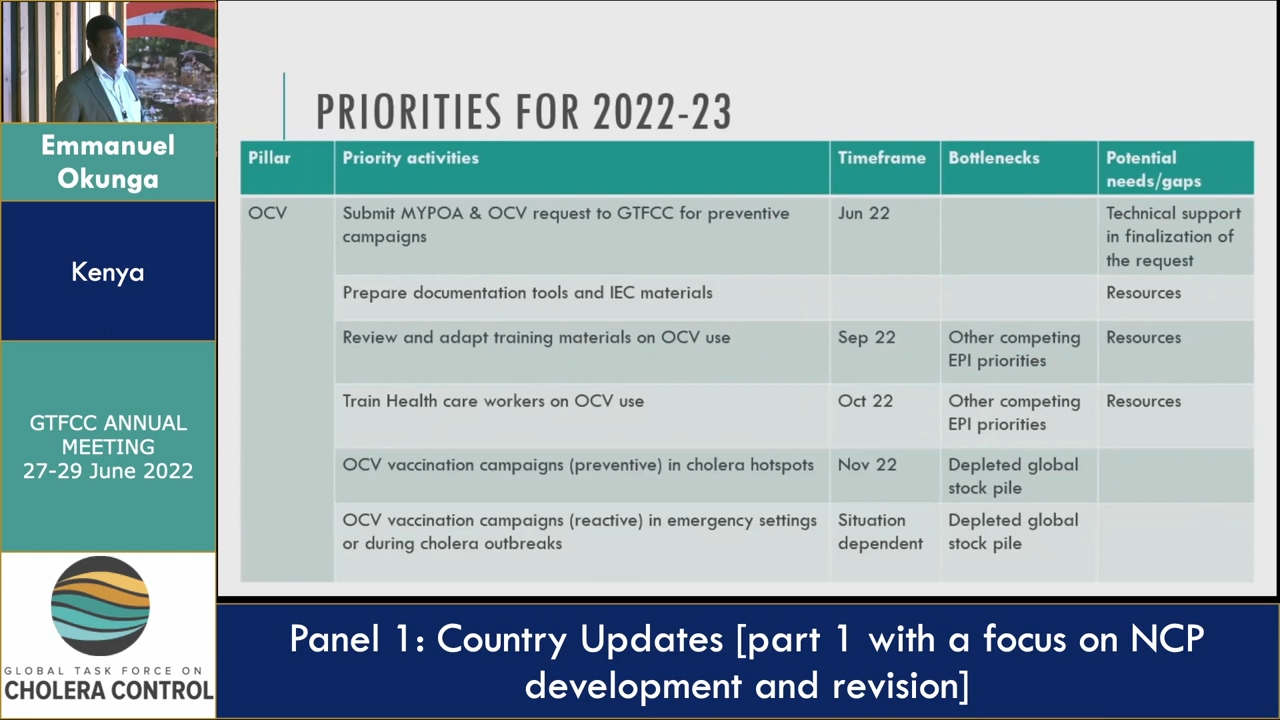 Emmanuel
Okunga
Kenya
GTFCC ANNUAL
MEETING
27-29 June 2022
GLOBAL TASK FORCE ON
CHOLERA CONTROL
PRIORITIES FOR 2022-23
Pillar
Priority activities
Timeframe
Bottlenecks
Potential
needs/gaps
OCV
Submit MYPOA & OCV request to GTFCC for preventive
campaigns
Jun 22
Technical support
in finalization of
the request
Prepare documentation tools and IEC materials
Resources
Review and adapt training materials on OCV use
Sep 22
Other competing
EPI priorities
Resources
Train Health care workers on OCV use
Oct 22
Other competing
EPI priorities
Resources
OCV vaccination campaigns (preventive) in cholera hotspots
Nov 22
Depleted global
stock pile
OCV vaccination campaigns (reactive) in emergency settings
or during cholera outbreaks
Situation
dependent
Depleted global
stock pile
Panel 1: Country Updates [part 1 with a focus on NCP
development and revision]